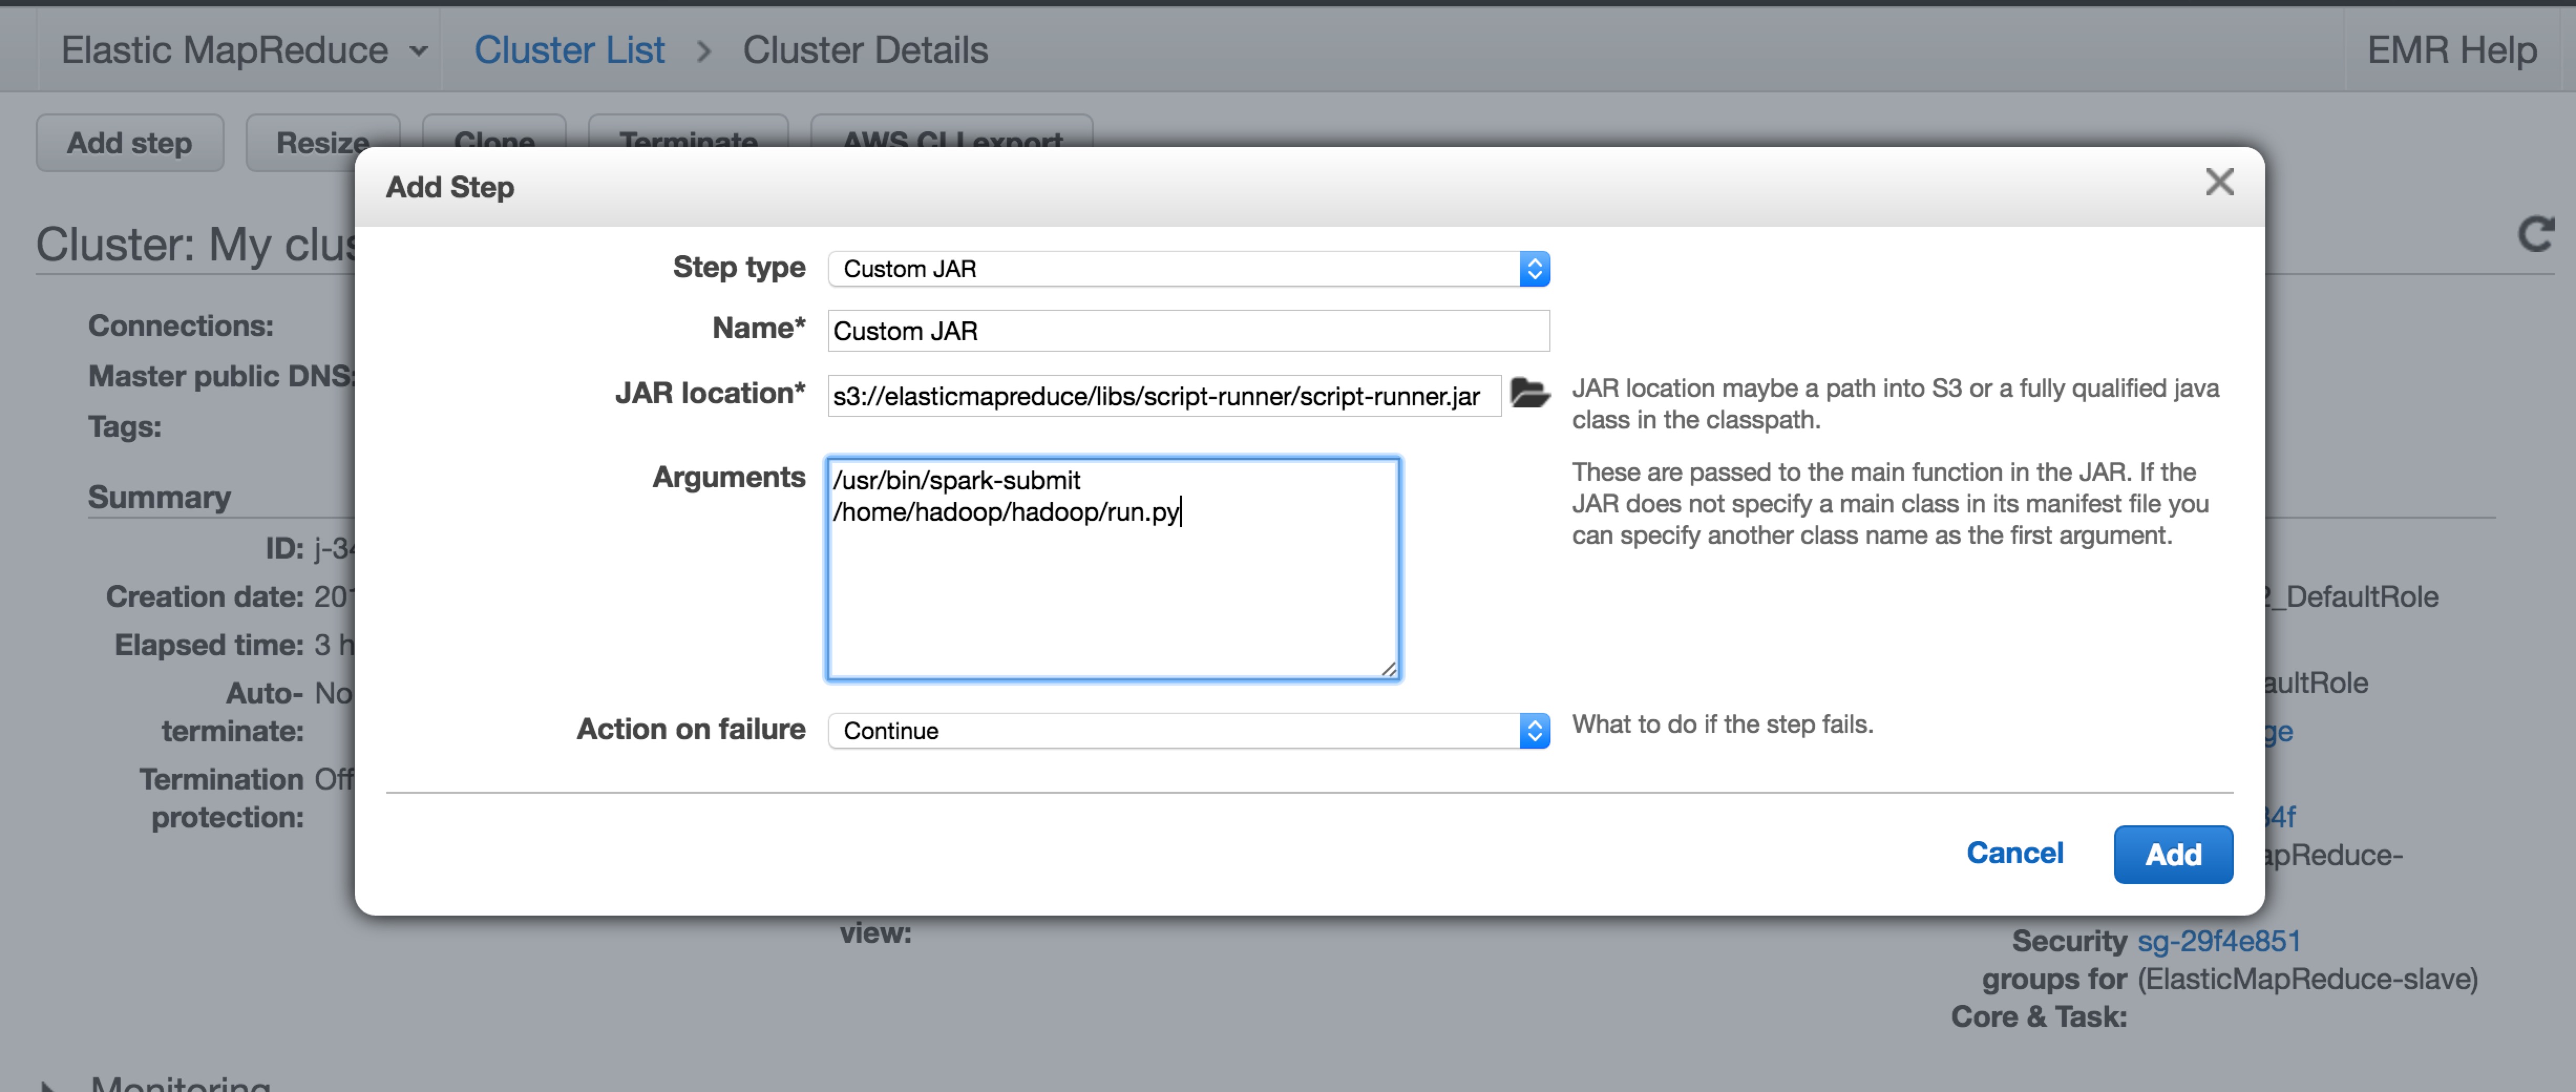 Elastic MapReduce Cluster List > Cluster Details EMR Help
Add step Resize Clone Terminate AWS CLI export
Add Step
Cluster: My
Step type Custom JAR
Name* Custom JAR
Connections:
Master public DNS:
JAR location* s3://elasticmapreduce/libs/script-runner/script-runner.jar
JAR location maybe a path into S3 or a fully qualified java
class in the classpath.
Tags:
Arguments /usr/bin/spark-submit
/home/hadoop/hadoop/run.py
These are passed to the main function in the JAR. If the
JAR does not specify a main class in its manifest file you
can specify another class name as the first argument.
Summary
ID:
Creation date:
Elapsed time: 3
Auto-
terminate:
No
Termination
protection:
Off
_DefaultRole
Action on failure Continue What to do if the step fails.
Cancel Add
view:
Security
groups for
Core & Task:
sg-29f4e851
(ElasticMapReduce-slave)
Monitoring